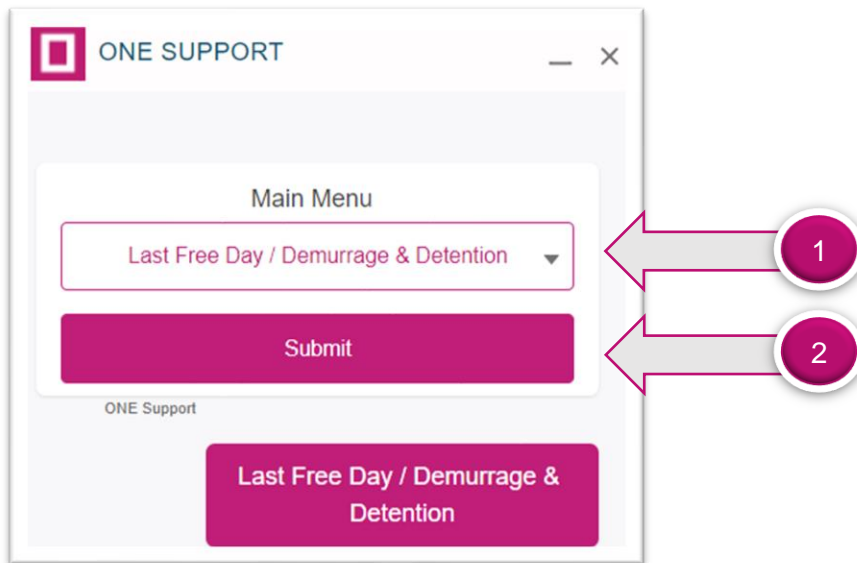 ONE SUPPORT
Main Menu
Last Free Day / Demurrage & Detention
1
Submit
2
ONE Support
Last Free Day / Demurrage &
Detention